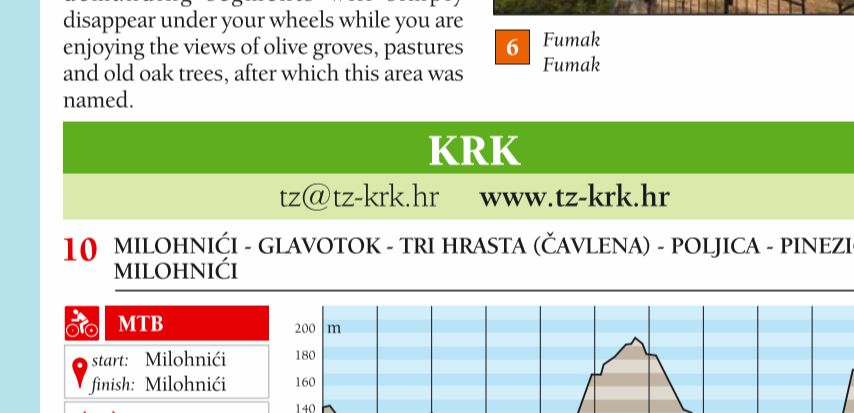 disappear under your wheels while you are
enjoying the views of olive groves, pastures
and old oak trees, after which this area was
named.
6
Fumak
Fumak
KRK
tz@tz-krk.hr www.tz-krk.hr
10 MILOHNIĆI - GLAVOTOK - TRI HRASTA (ČAVLENA) - POLJICA - PINEZI
MILOHNIĆI
MTB
start: Milohnići
finish: Milohnići
200 m
180
160
140